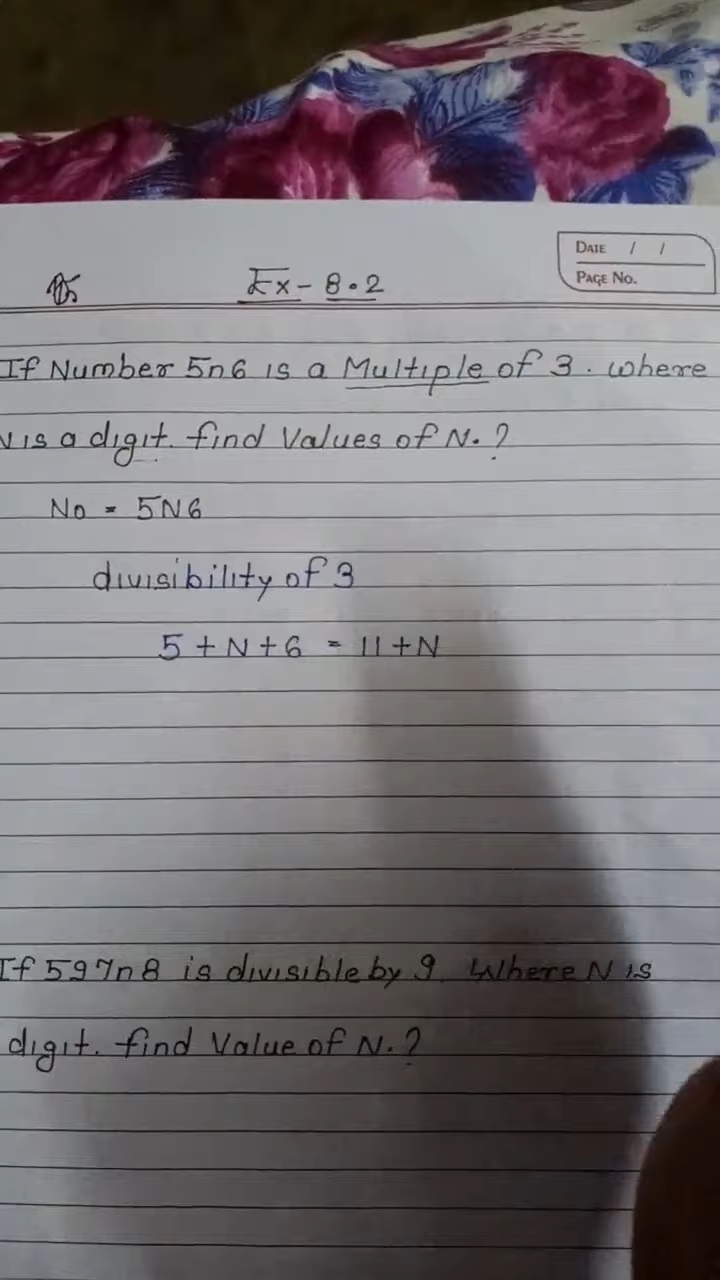 Ex - 8.2
DATE / /
PAGE NO.
If Number 5n6 is a Multiple of 3. where
N is a digit. find Values of N.?
No = 5N6
divisibility of 3
5 + N + 6 = 11 + N
If 597n8 is divisible by 9 Where N is
digit. find Value of N.?